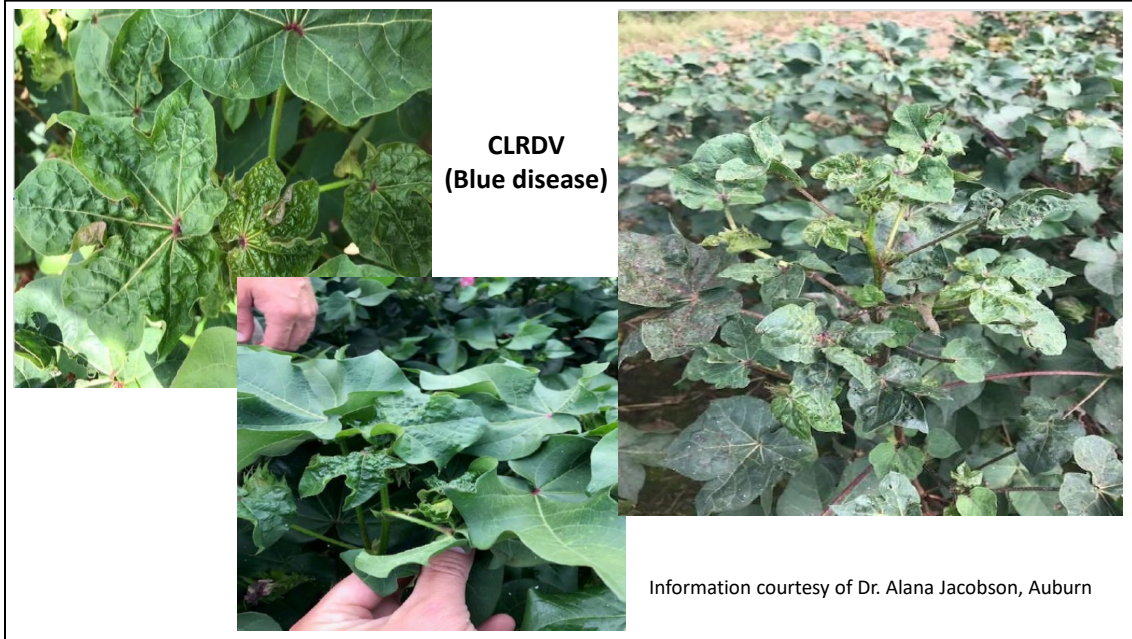 CLRDV
(Blue disease)
Information courtesy of Dr. Alana Jacobson, Auburn